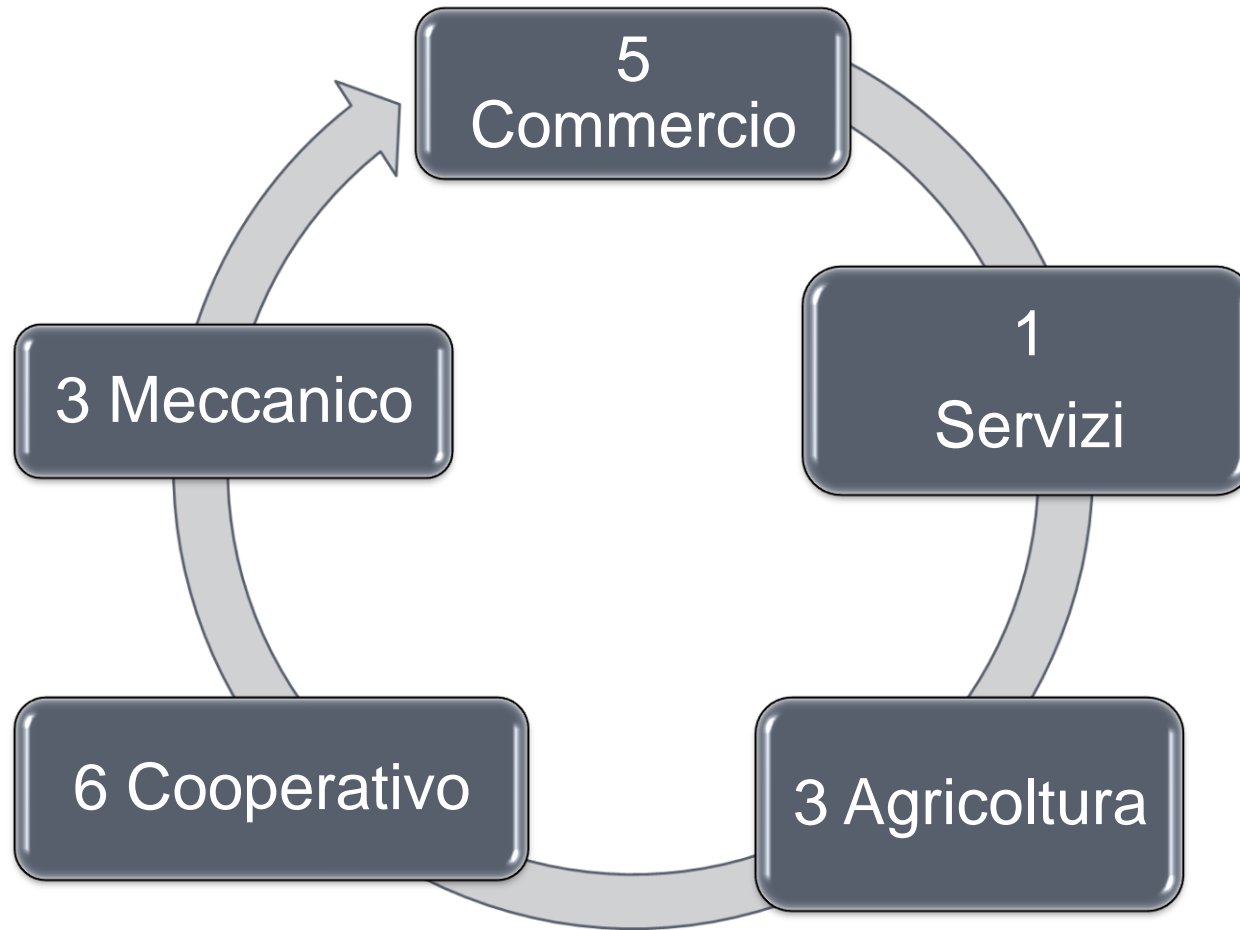 5
Commercio
1
Servizi
3 Agricoltura
6 Cooperativo
3 Meccanico